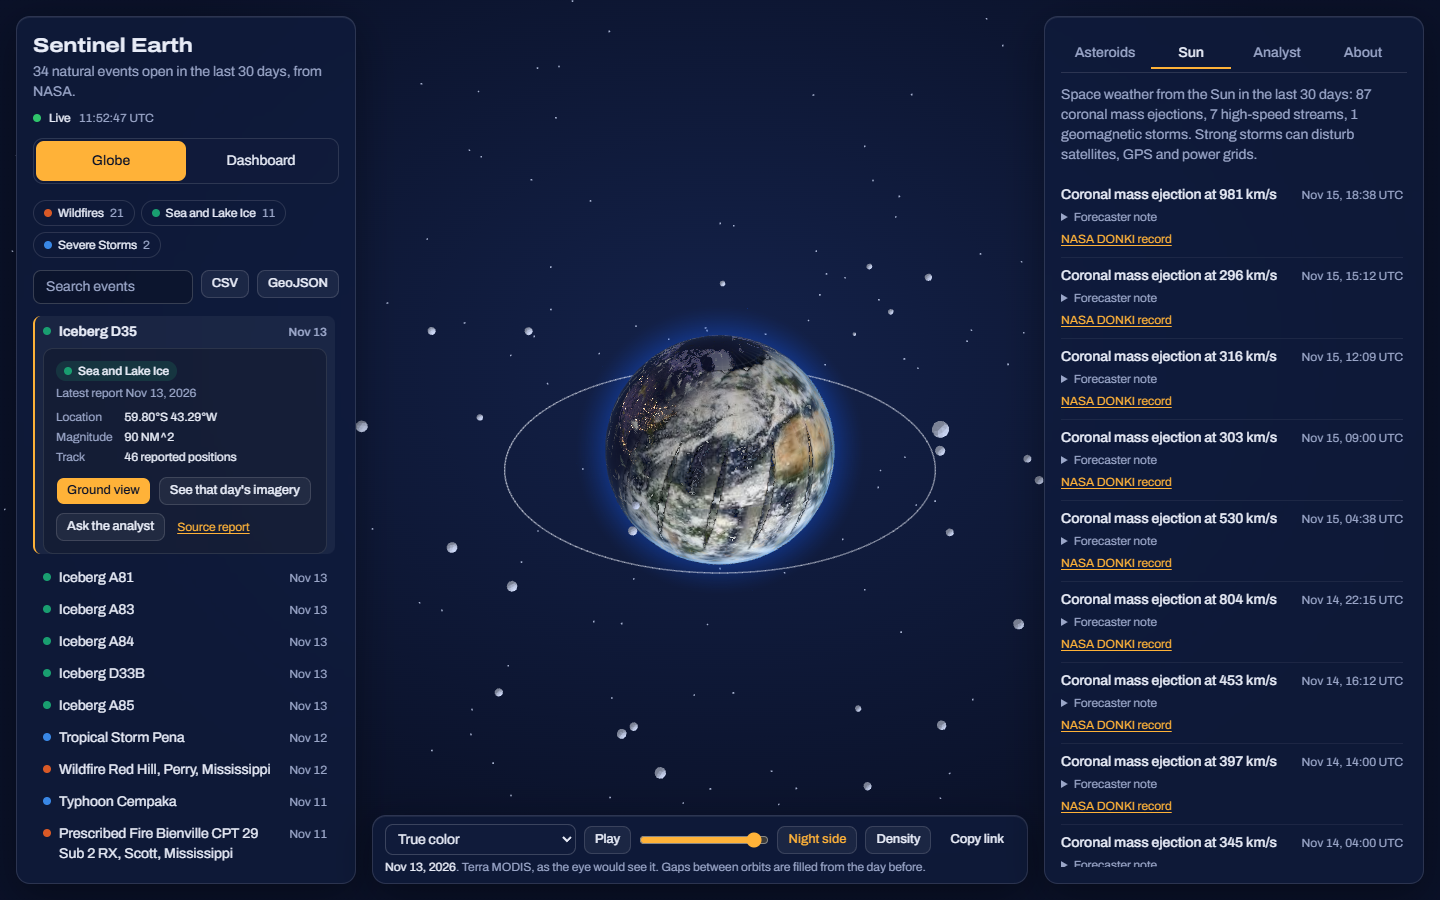 Sentinel Earth
34 natural events open in the last 30 days, from
NASA.
Live 11:52:47 UTC
Globe Dashboard
Wildfires 21 Sea and Lake Ice 11
Severe Storms 2
Search events CSV GeoJSON
Iceberg D35 Nov 13
Sea and Lake Ice
Latest report Nov 13, 2026
Location 59.80°S 43.29°W
Magnitude 90 NM^2
Track 46 reported positions
Ground view See that day's imagery
Ask the analyst Source report
Iceberg A81 Nov 13
Iceberg A83 Nov 13
Iceberg A84 Nov 13
Iceberg D33B Nov 13
Iceberg A85 Nov 13
Tropical Storm Pena Nov 12
Wildfire Red Hill, Perry, Mississippi Nov 12
Typhoon Cempaka Nov 11
Prescribed Fire Bienville CPT 29 Nov 11
Sub 2 RX, Scott, Mississippi
True color Play Night side Density Copy link
Nov 13, 2026. Terra MODIS, as the eye would see it. Gaps between orbits are filled from the day before.
Asteroids Sun Analyst About
Space weather from the Sun in the last 30 days: 87
coronal mass ejections, 7 high-speed streams, 1
geomagnetic storms. Strong storms can disturb
satellites, GPS and power grids.
Coronal mass ejection at 981 km/s Nov 15, 18:38 UTC
Forecaster note
NASA DONKI record
Coronal mass ejection at 296 km/s Nov 15, 15:12 UTC
Forecaster note
NASA DONKI record
Coronal mass ejection at 316 km/s Nov 15, 12:09 UTC
Forecaster note
NASA DONKI record
Coronal mass ejection at 303 km/s Nov 15, 09:00 UTC
Forecaster note
NASA DONKI record
Coronal mass ejection at 530 km/s Nov 15, 04:38 UTC
Forecaster note
NASA DONKI record
Coronal mass ejection at 804 km/s Nov 14, 22:15 UTC
Forecaster note
NASA DONKI record
Coronal mass ejection at 453 km/s Nov 14, 16:12 UTC
Forecaster note
NASA DONKI record
Coronal mass ejection at 397 km/s Nov 14, 14:00 UTC
Forecaster note
NASA DONKI record
Coronal mass ejection at 345 km/s Nov 14, 04:00 UTC
Forecaster note